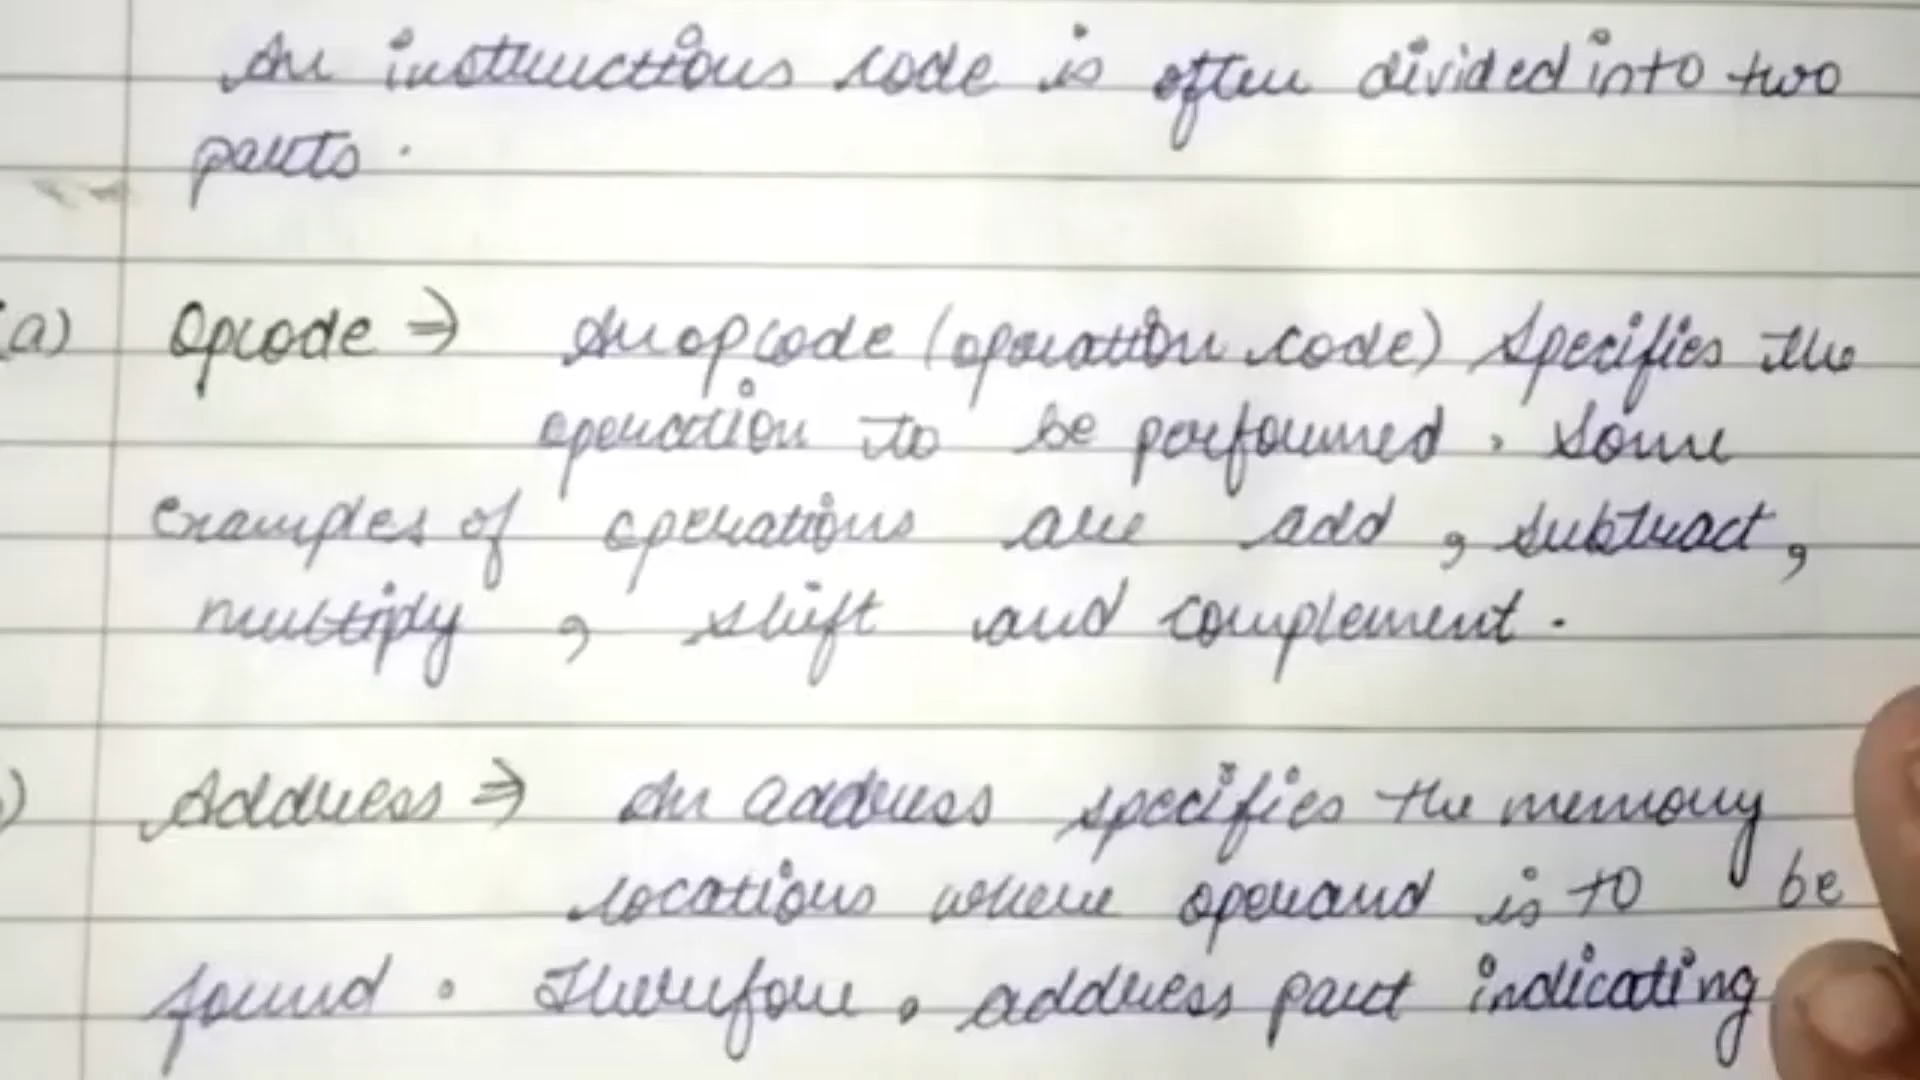 An instructions code is often divided into two
parts.
(a) Opcode ⇒ An opcode (operation code) specifies the
operation to be performed. Some
examples of operations are add, subtract,
multiply, shift and complement.
) Address ⇒ An address specifies the memory
locations where operand is to be
found. Therefore, address part indicating